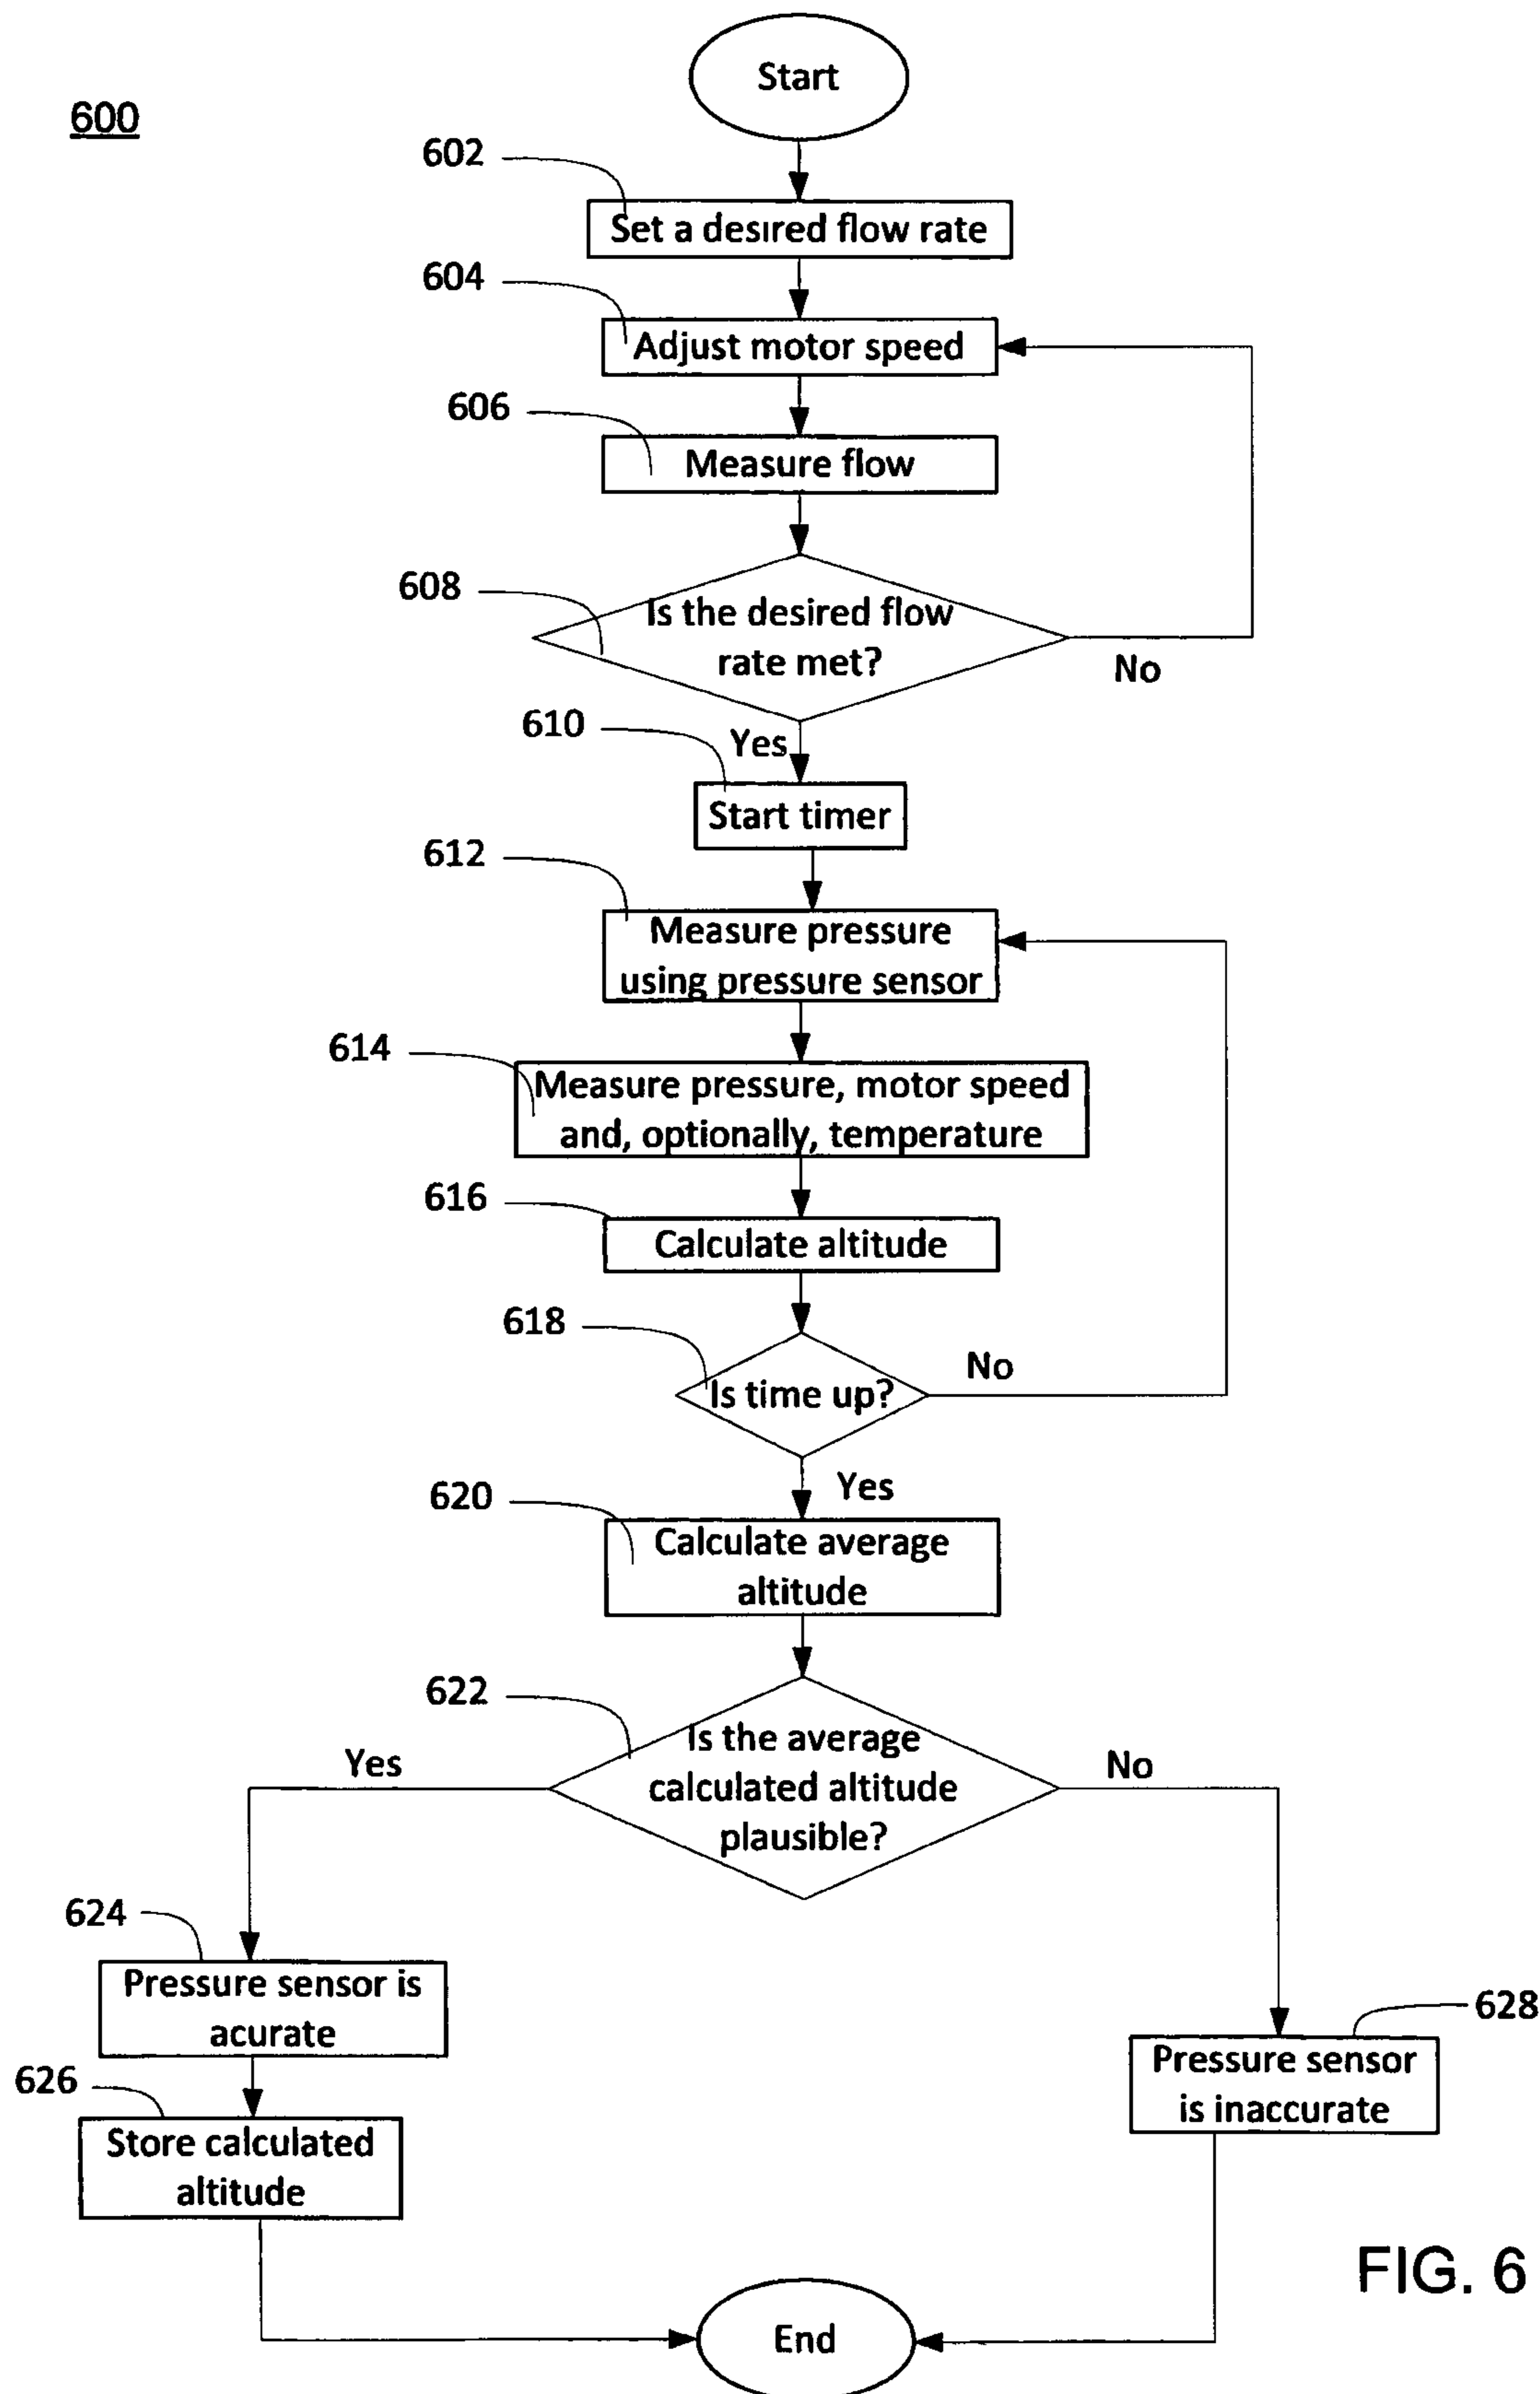 Start
600
602
Set a desired flow rate
604
Adjust motor speed
606
Measure flow
608
Is the desired flow
rate met?
No
610
Yes
Start timer
612
Measure pressure
using pressure sensor
614
Measure pressure, motor speed
and, optionally, temperature
616
Calculate altitude
618
No
Is time up?
Yes
620
Calculate average
altitude
622
Is the average
calculated altitude
plausible?
Yes
No
624
Pressure sensor is
acurate
628
Pressure sensor
is inaccurate
626
Store calculated
altitude
FIG. 6
End